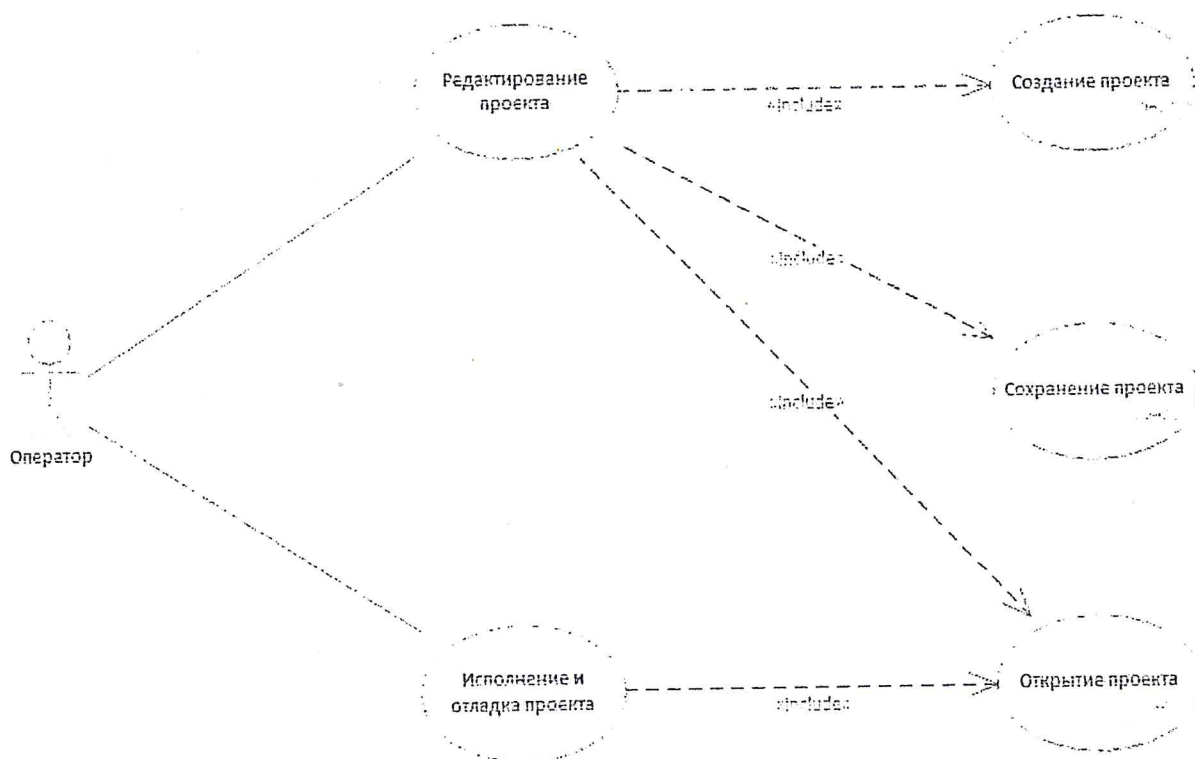 Редактирование
проекта
«include»
Создание проекта
«include»
Сохранение проекта
«include»
Оператор
Исполнение и
отладка проекта
«include»
Открытие проекта